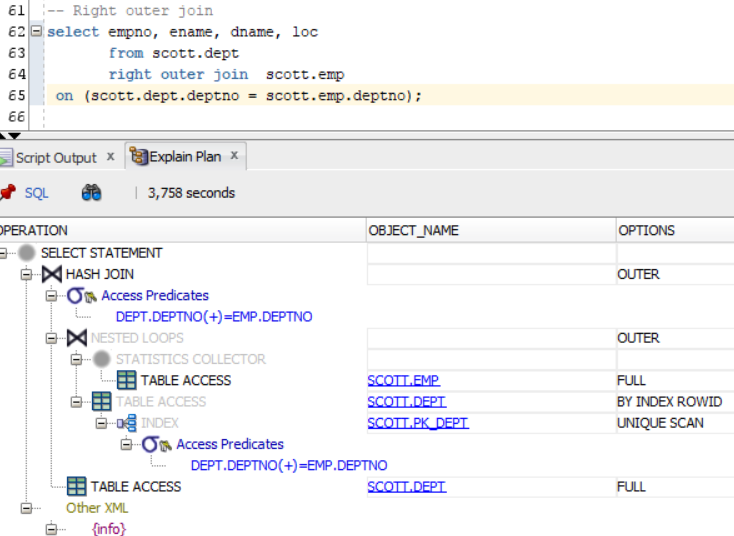 61 -- Right outer join
62 select empno, ename, dname, loc
63 from scott.dept
64 right outer join scott.emp
65 on (scott.dept.deptno = scott.emp.deptno);
66
Script Output x Explain Plan x
SQL 3,758 seconds
OPERATION OBJECT_NAME OPTIONS
SELECT STATEMENT
HASH JOIN OUTER
Access Predicates
DEPT.DEPTNO(+)=EMP.DEPTNO
NESTED LOOPS OUTER
STATISTICS COLLECTOR
TABLE ACCESS SCOTT.EMP FULL
TABLE ACCESS SCOTT.DEPT BY INDEX ROWID
INDEX SCOTT.PK_DEPT UNIQUE SCAN
Access Predicates
DEPT.DEPTNO(+)=EMP.DEPTNO
TABLE ACCESS SCOTT.DEPT FULL
Other XML
{info}